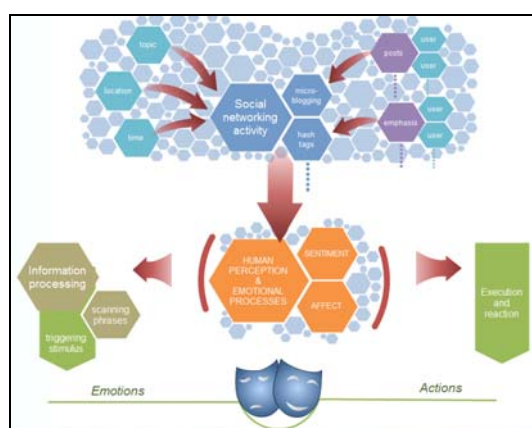 topic
location
time
Social
networking
activity
micro-
blogging
hash
tags
posts
emphasis
user
user
user
user
HUMAN
PERCEPTION
&
EMOTIONAL
PROCESSES
SENTIMENT
AFFECT
Information
processing
scanning
phrases
triggering
stimulus
Execution
and reaction
Emotions
Actions